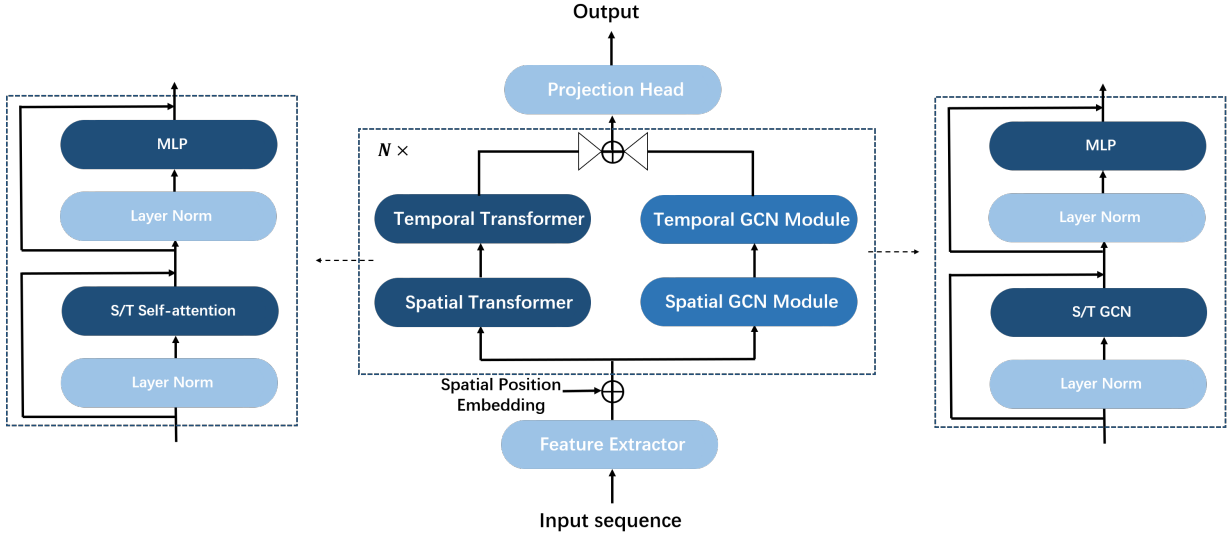 Output
Projection Head
N ×
Temporal Transformer
Temporal GCN Module
Spatial Transformer
Spatial GCN Module
Spatial Position
Embedding
Feature Extractor
Input sequence
MLP
Layer Norm
S/T Self-attention
Layer Norm
MLP
Layer Norm
S/T GCN
Layer Norm